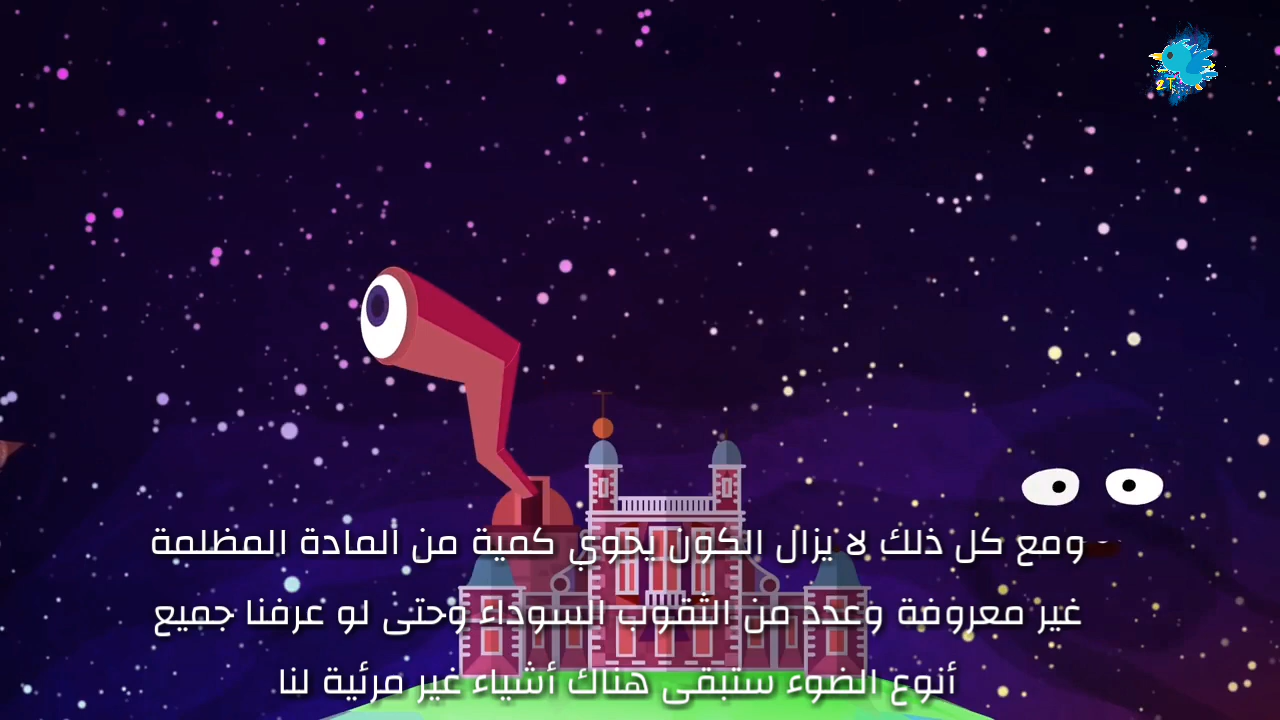 2T
ومع كل ذلك لا يزال الكون يحوي كمية من المادة المظلمة
غير معروفة وعدد من الثقوب السوداء وحتى لو عرفنا جميع
أنوع الضوء ستبقى هناك أشياء غير مرئية لنا